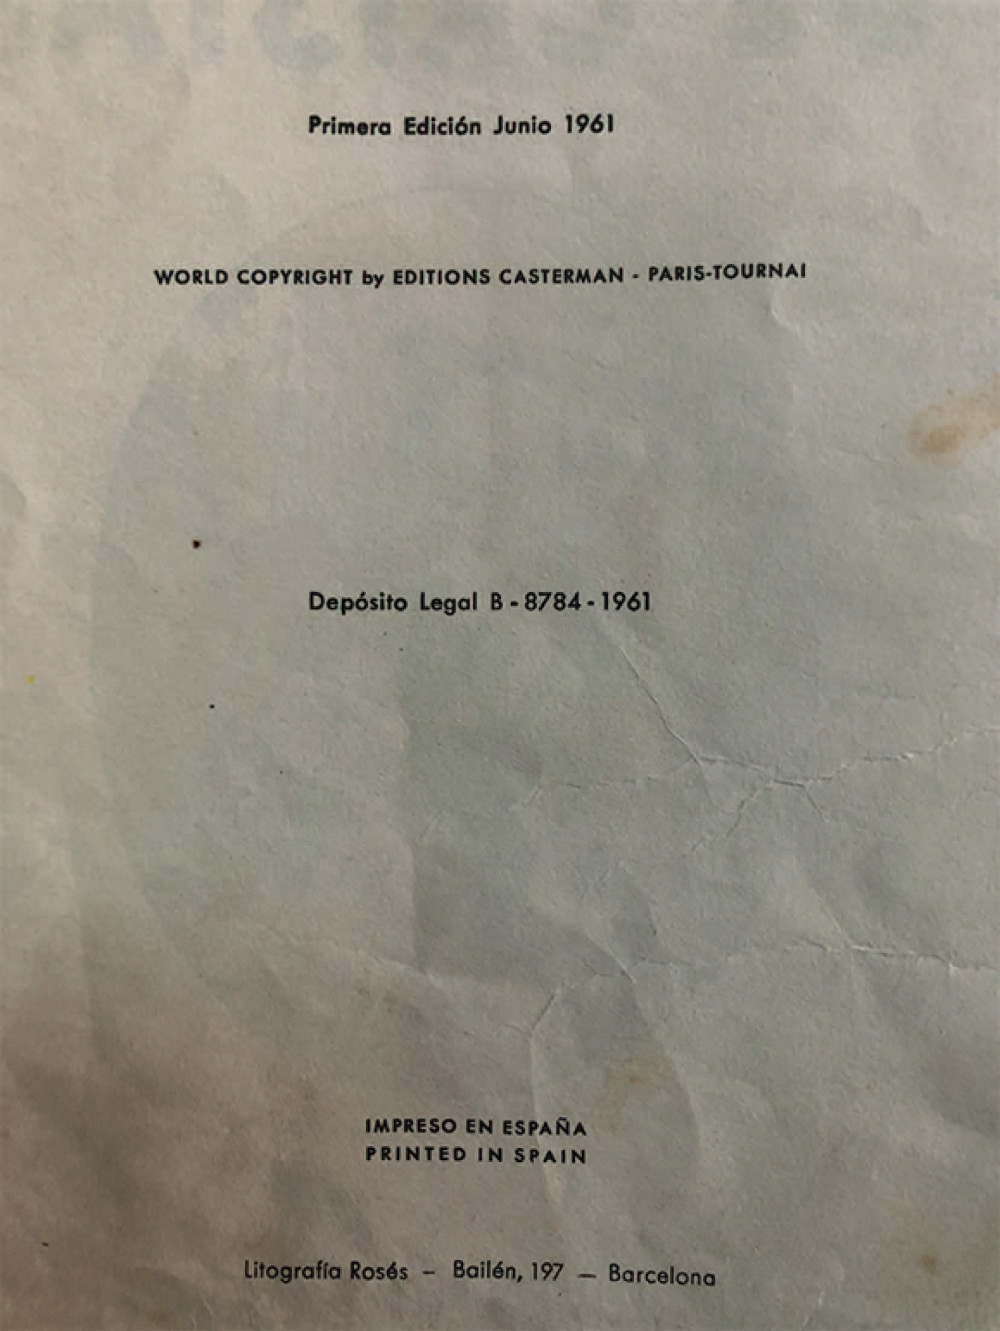 Primera Edición Junio 1961
WORLD COPYRIGHT by EDITIONS CASTERMAN - PARIS-TOURNAI
Depósito Legal B - 8784 - 1961
IMPRESO EN ESPAÑA
PRINTED IN SPAIN
Litografía Rosés – Bailén, 197 — Barcelona